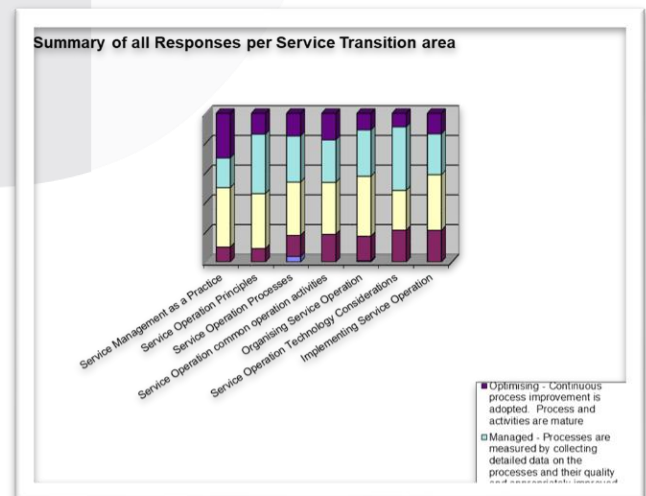 Summary of all Responses per Service Transition area
Service Management as a Practice
Service Operation Principles
Service Operation Processes
Service Operation common operation activities
Organising Service Operation
Service Operation Technology Considerations
Implementing Service Operation
Optimising - Continuous
process improvement is
adopted. Process and
activities are mature
Managed - Processes are
measured by collecting
detailed data on the
processes and their quality
and appropriately improved